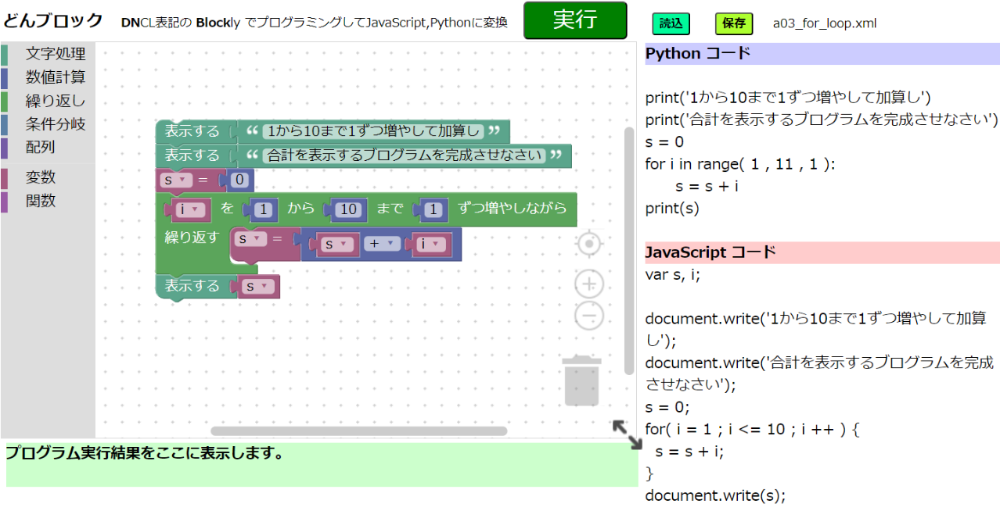 どんブロック DNCL表記の Blockly でプログラミングしてJavaScript,Pythonに変換 実行 読込 保存 a03_for_loop.xml
文字処理
数値計算
繰り返し
条件分岐
配列
変数
関数
表示する “ 1から10まで1ずつ増やして加算し ”
表示する “ 合計を表示するプログラムを完成させなさい ”
s ▾ = 0
i ▾ を 1 から 10 まで 1 ずつ増やしながら
繰り返す s ▾ = s ▾ + ▾ i ▾
表示する s ▾
プログラム実行結果をここに表示します。
Python コード
print('1から10まで1ずつ増やして加算し')
print('合計を表示するプログラムを完成させなさい')
s = 0
for i in range( 1 , 11 , 1 ):
s = s + i
print(s)
JavaScript コード
var s, i;
document.write('1から10まで1ずつ増やして加算
し');
document.write('合計を表示するプログラムを完成
させなさい');
s = 0;
for( i = 1 ; i <= 10 ; i ++ ) {
s = s + i;
}
document.write(s);